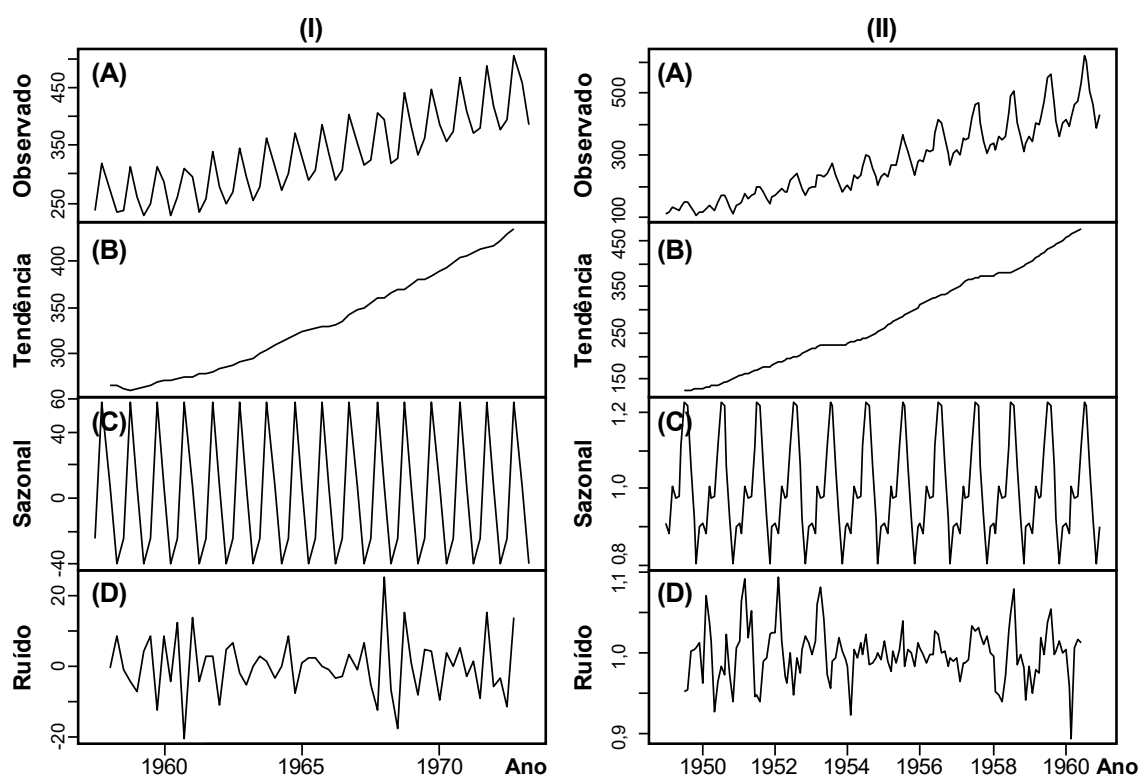 (I)
(A)
Observado
250 350 450
(B)
Tendência
300 350 400
(C)
Sazonal
-40 0 40 60
(D)
Ruído
-20 0 20
1960 1965 1970 Ano
(II)
(A)
Observado
100 300 500
(B)
Tendência
150 250 350 450
(C)
Sazonal
0,8 1,0 1,2
(D)
Ruído
0,9 1,0 1,1
1950 1952 1954 1956 1958 1960 Ano